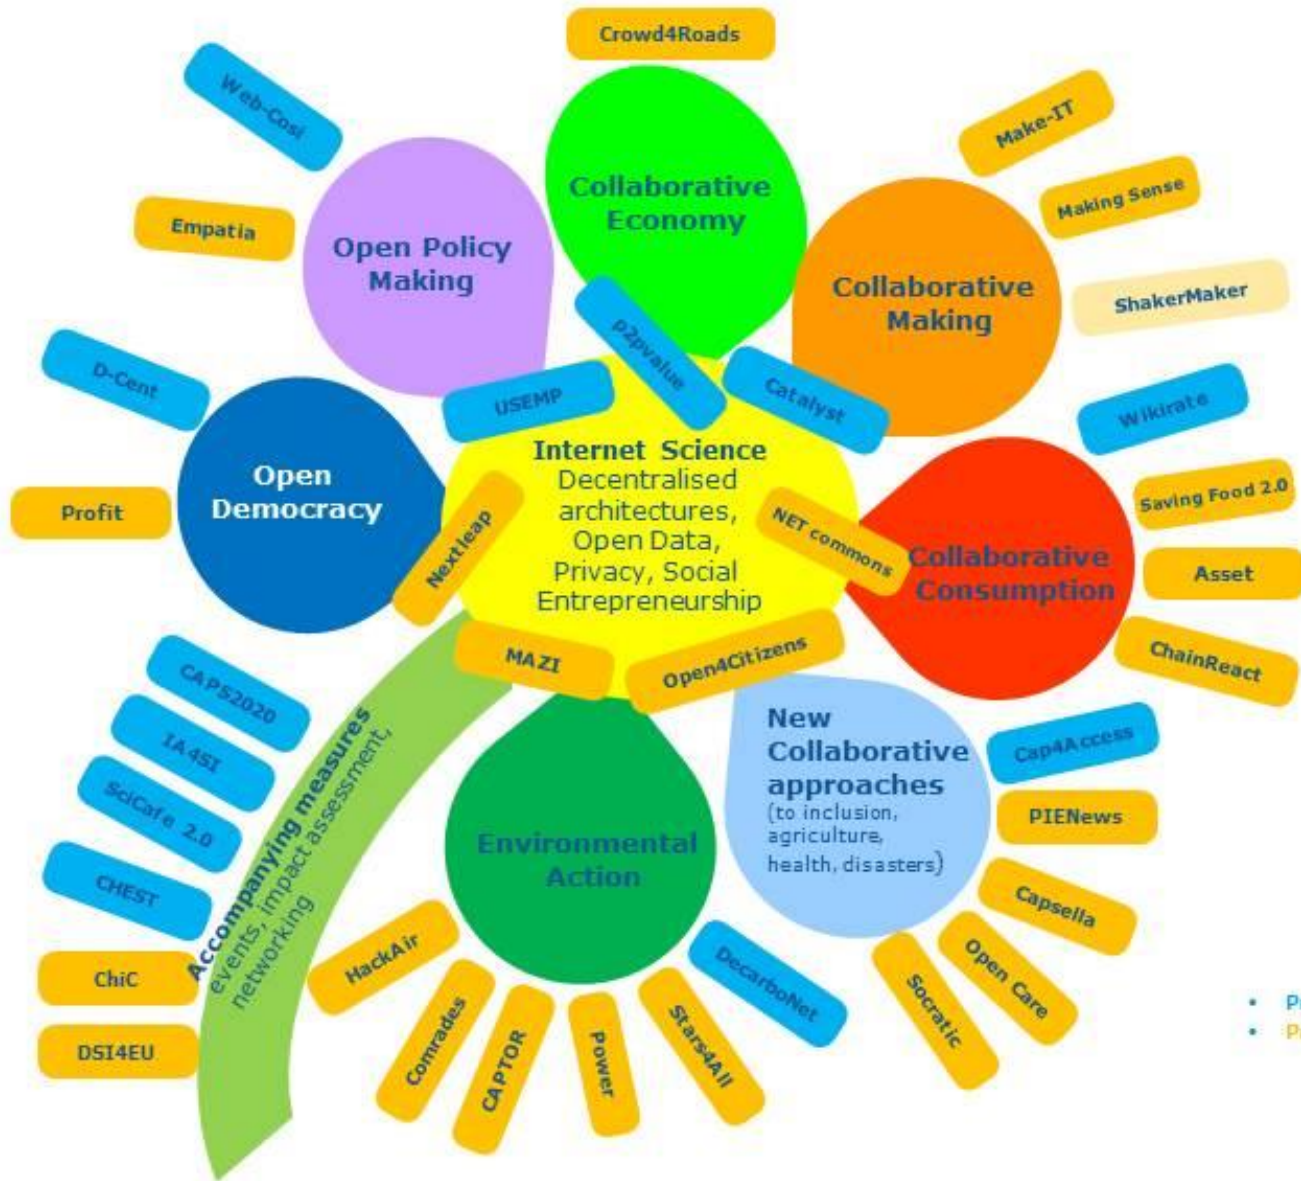 Crowd4Roads
Web-Cosi
Make-IT
Making Sense
Empatia
Collaborative
Economy
Open Policy
Making
Collaborative
Making
ShakerMaker
p2pvalue
D-Cent
USEMP
Catalyst
Wikirate
Internet Science
Decentralised
architectures,
Open Data,
Privacy, Social
Entrepreneurship
Open
Democracy
Profit
Nextleap
NET commons
Collaborative
Consumption
Saving Food 2.0
Asset
ChainReact
MAZI
Open4Citizens
CAPS2020
IA4SI
SciCafe 2.0
CHEST
ChiC
DSI4EU
Accompanying measures
events, impact assessment,
networking
New
Collaborative
approaches
(to inclusion,
agriculture,
health, disasters)
Cap4Access
PIENews
Capsella
Open Care
Socratic
Environmental
Action
HackAir
Comrades
CAPTOR
Power
Stars4All
DecarboNet